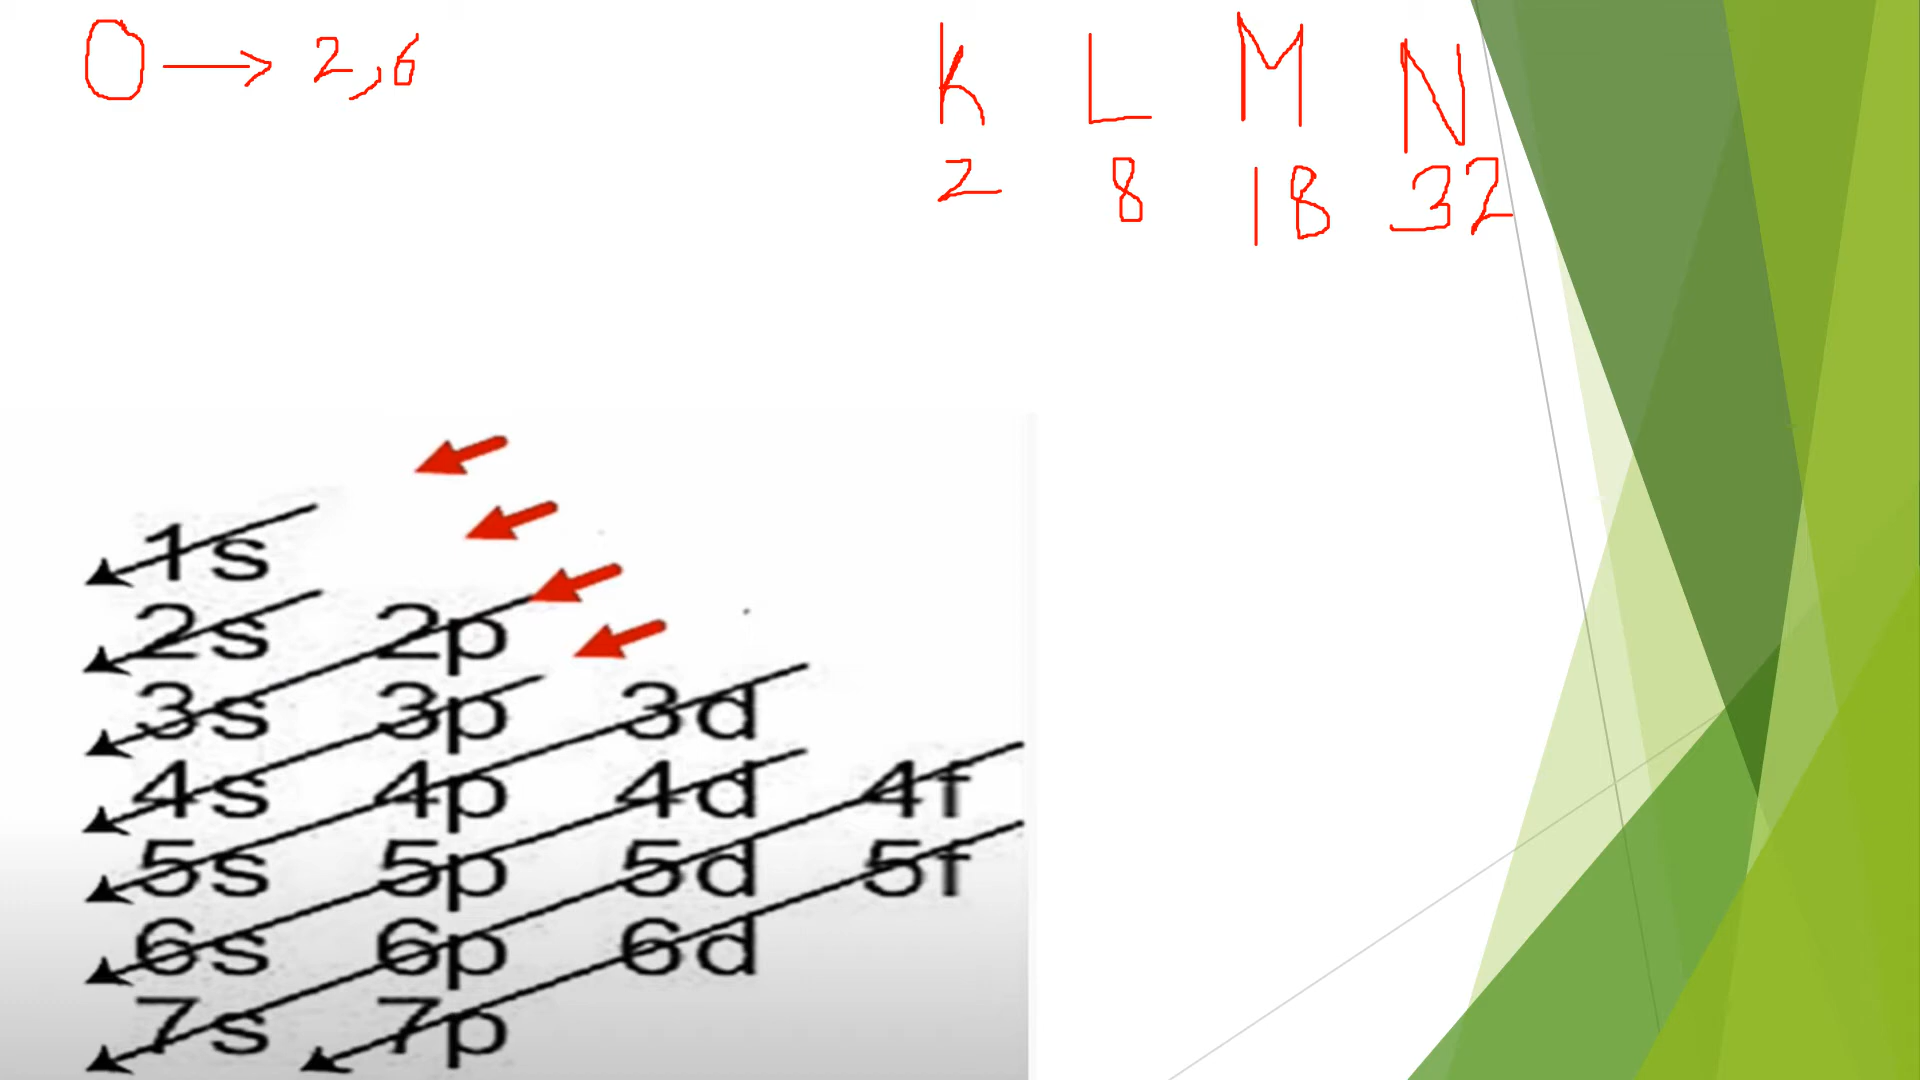 O → 2,6
K L M N
2 8 18 32
1s
2s 2p
3s 3p 3d
4s 4p 4d 4f
5s 5p 5d 5f
6s 6p 6d
7s 7p